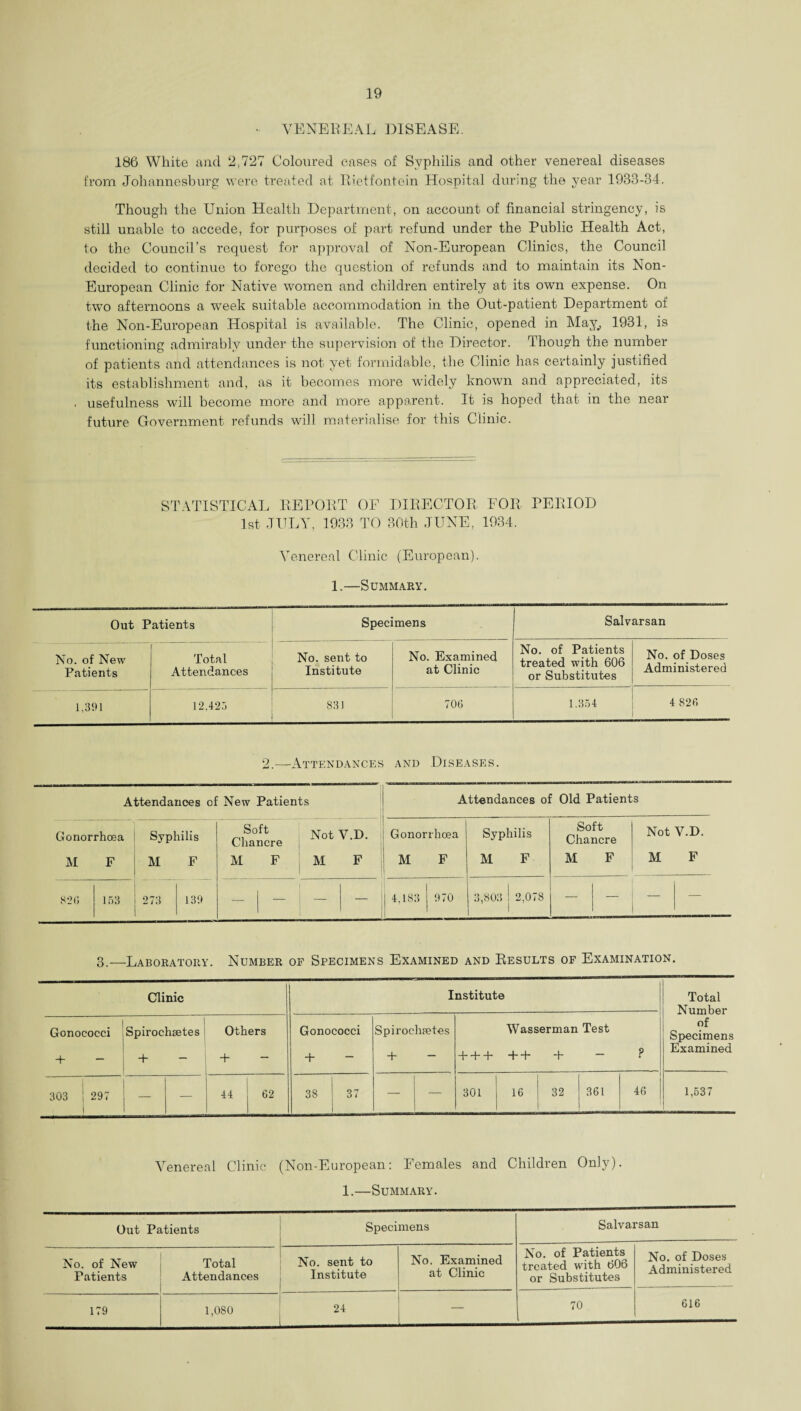 19
VENEREAL DISEASE.
186 White and 2,727 Coloured cases of Syphilis and other venereal diseases
from Johannesburg were treated at Rietfontein Hospital during the year 1933-34.
Though the Union Health Department, on account of financial stringency, is
still unable to accede, for purposes of part refund under the Public Health Act,
to the Council's request for approval of Non-European Clinics, the Council
decided to continue to forego the question of refunds and to maintain its Non-
European Clinic for Native women and children entirely at its own expense. On
two afternoons a week suitable accommodation in the Out-patient Department of
the Non-European Hospital is available. The Clinic, opened in May, 1931, is
functioning admirably under the supervision of the Director. Though the number
of patients and attendances is not yet formidable, the Clinic has certainly justified
its establishment and, as it becomes more widely known and appreciated, its
usefulness will become more and more apparent. It is hoped that in the near
future Government refunds will materialise for this Clinic.
STATISTICAL REPORT OF DIRECTOR FOR PERIOD
1st JULY, 1933 TO 30th JUNE, 1934.
Venereal Clinic (European).
1.—Summary.
Out Patients Specimens Salvarsan
No. of New Patients Total Attendances No. sent to Institute No. Examined at Clinic No. of Patients treated with 606 or Substitutes No. of Doses Administered
1,391 12,425 831 706 1,354 4 826
2.—Attendances and Diseases.
Attendances of New Patients Attendances of Old Patients
Gonorrhœa Syphilis Soft Chancre Not V.D. Gonorrhœa Syphilis Soft Chancre Not V.D.
M F M F M F M F M F M F M F M F
826 153 273 139 — — — — 4,183 970 3,803 2,078 — — — —
3.—Laboratory. Number of Specimens Examined and Results of Examination.
Clinic Institute Total Number of Specimens Examined
Gonococci Spirochætes Others Gonococci Spirochætes Wasserman Test
+ — + — + — + — + — +++ ++ + — ?
303 297 — — 44 62 38 37 — — 301 16 32 361 46 1,537
Venereal Clinic (Non-European: Females and Children Only).
1.—Summary.
Out Patients Specimens Salvarsan
No. of New Patients Total Attendances No. sent to Institute No. Examined at Clinic No. of Patients treated with 606 or Substitutes No. of Doses Administered
179 1,080 24 — 70 616